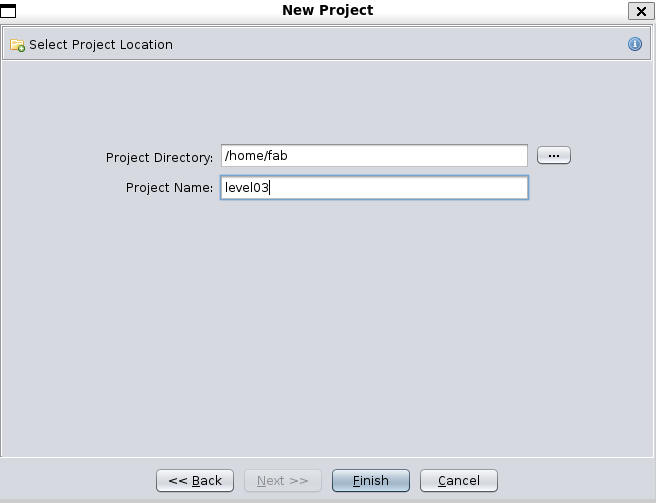 New Project
Select Project Location
Project Directory: /home/fab ...
Project Name: level03
<< Back Next >> Finish Cancel